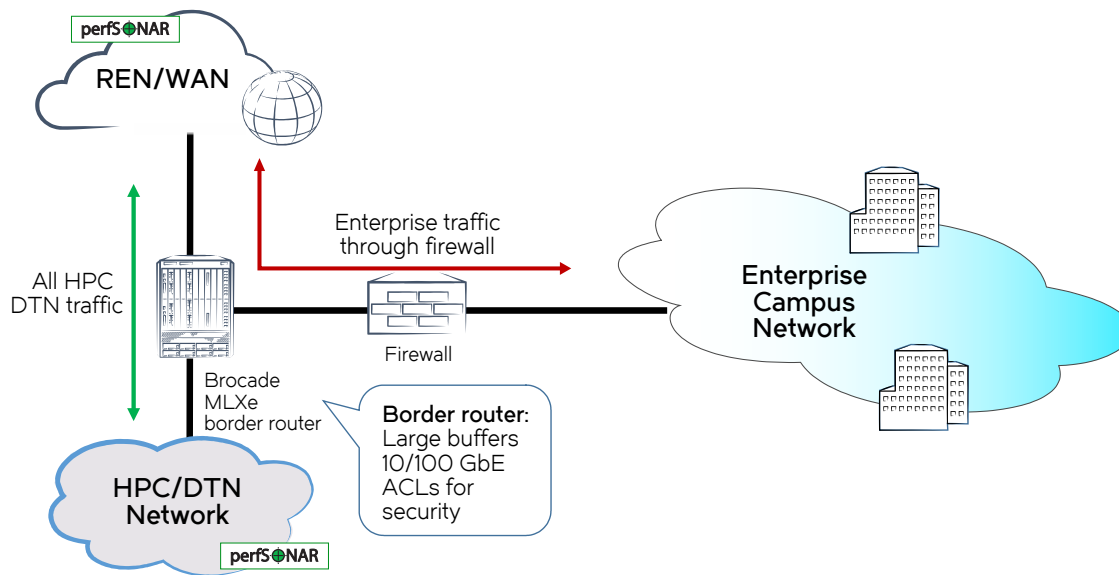 perfSONAR
REN/WAN
Enterprise traffic
through firewall
All HPC
DTN traffic
Enterprise
Campus
Network
Firewall
Brocade
MLXe
border router
Border router:
Large buffers
10/100 GbE
ACLs for
security
HPC/DTN
Network
perfSONAR